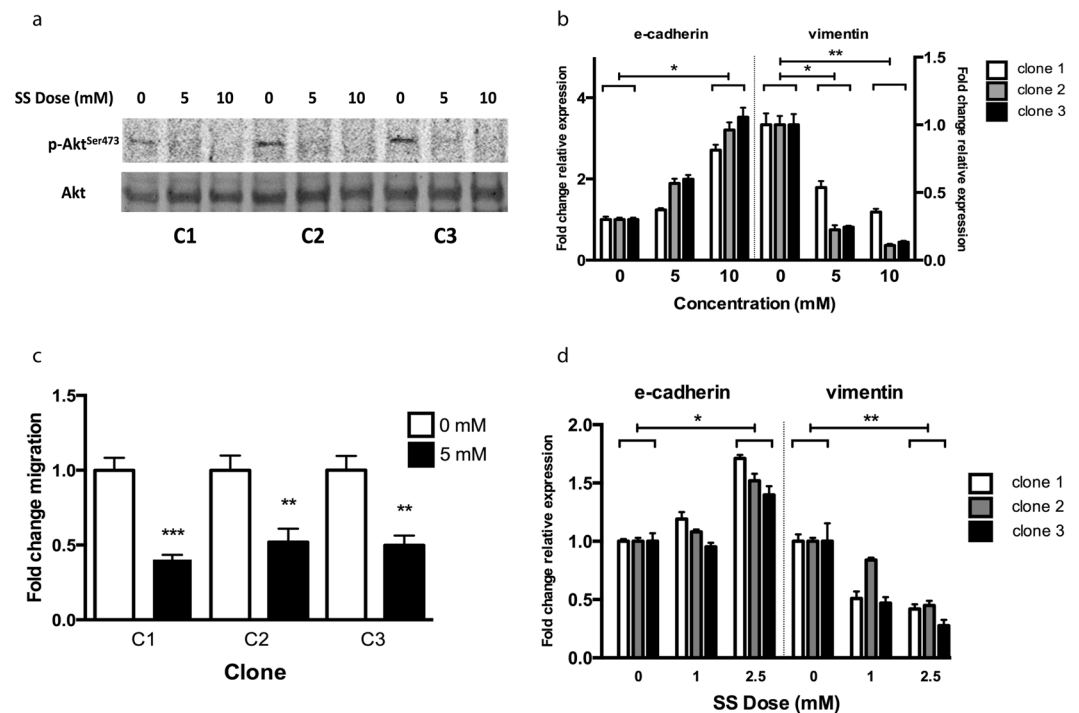 a
SS Dose (mM) 0 5 10 0 5 10 0 5 10
p-Akt^Ser473
Akt
C1 C2 C3
b
e-cadherin vimentin
* * **
clone 1
clone 2
clone 3
Fold change relative expression
4
2
0
1.5
1.0
0.5
0.0
Fold change relative expression
0 5 10 0 5 10
Concentration (mM)
c
Fold change migration
1.5
1.0
0.5
0.0
0 mM
5 mM
*** ** **
C1 C2 C3
Clone
d
e-cadherin vimentin
* **
Fold change relative expression
2.0
1.5
1.0
0.5
0.0
clone 1
clone 2
clone 3
0 1 2.5 0 1 2.5
SS Dose (mM)